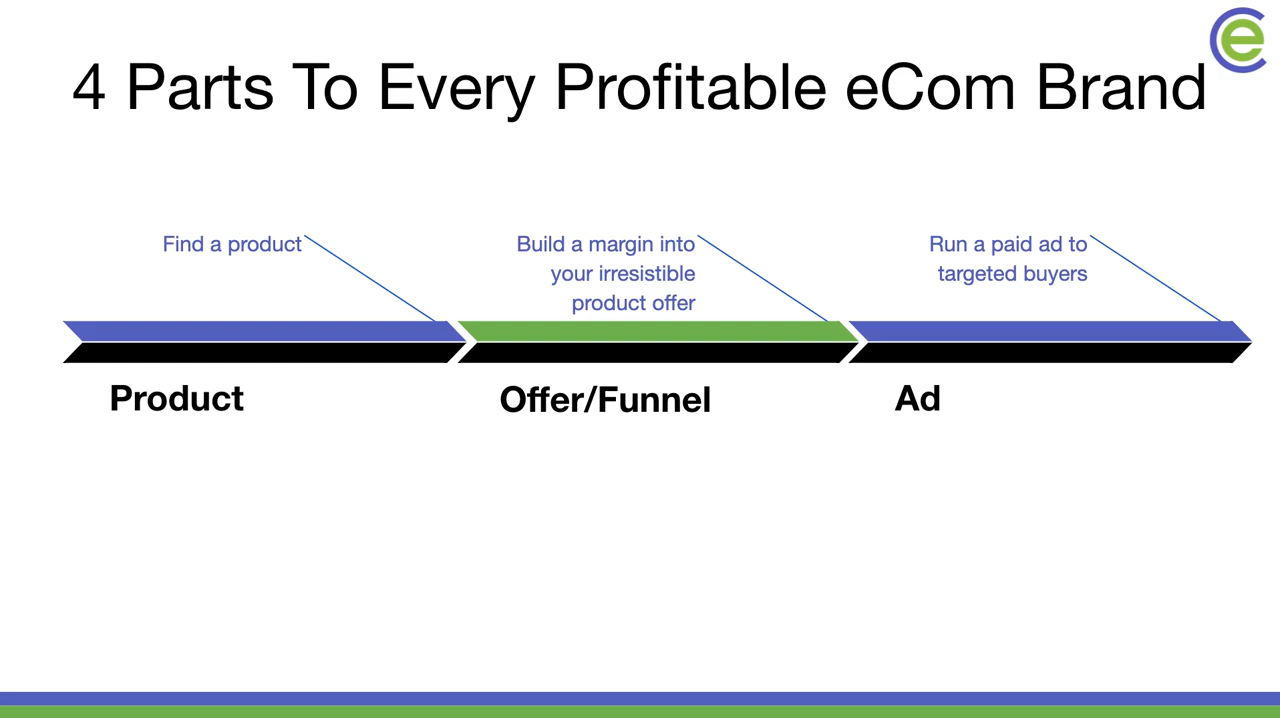 4 Parts To Every Profitable eCom Brand
Find a product
Build a margin into
your irresistible
product offer
Run a paid ad to
targeted buyers
Product
Offer/Funnel
Ad